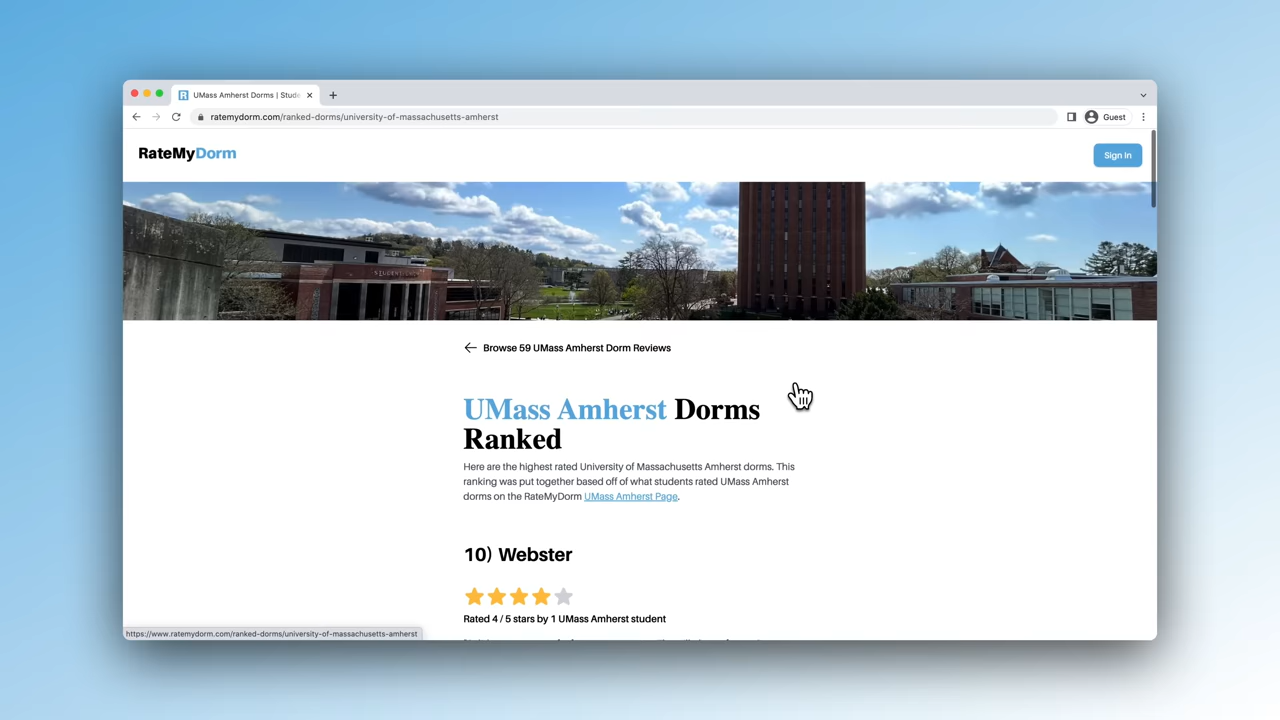 UMass Amherst Dorms | Stude
ratemydorm.com/ranked-dorms/university-of-massachusetts-amherst
Guest
RateMyDorm
Sign In
STUDENT UNION
Browse 59 UMass Amherst Dorm Reviews
UMass Amherst Dorms
Ranked
Here are the highest rated University of Massachusetts Amherst dorms. This
ranking was put together based off of what students rated UMass Amherst
dorms on the RateMyDorm UMass Amherst Page.
10) Webster
Rated 4 / 5 stars by 1 UMass Amherst student
https://www.ratemydorm.com/ranked-dorms/university-of-massachusetts-amherst